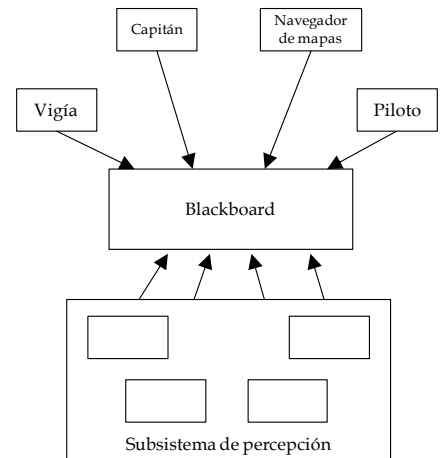 Capitán
Navegador
de mapas
Vigía
Piloto
Blackboard
Subsistema de percepción